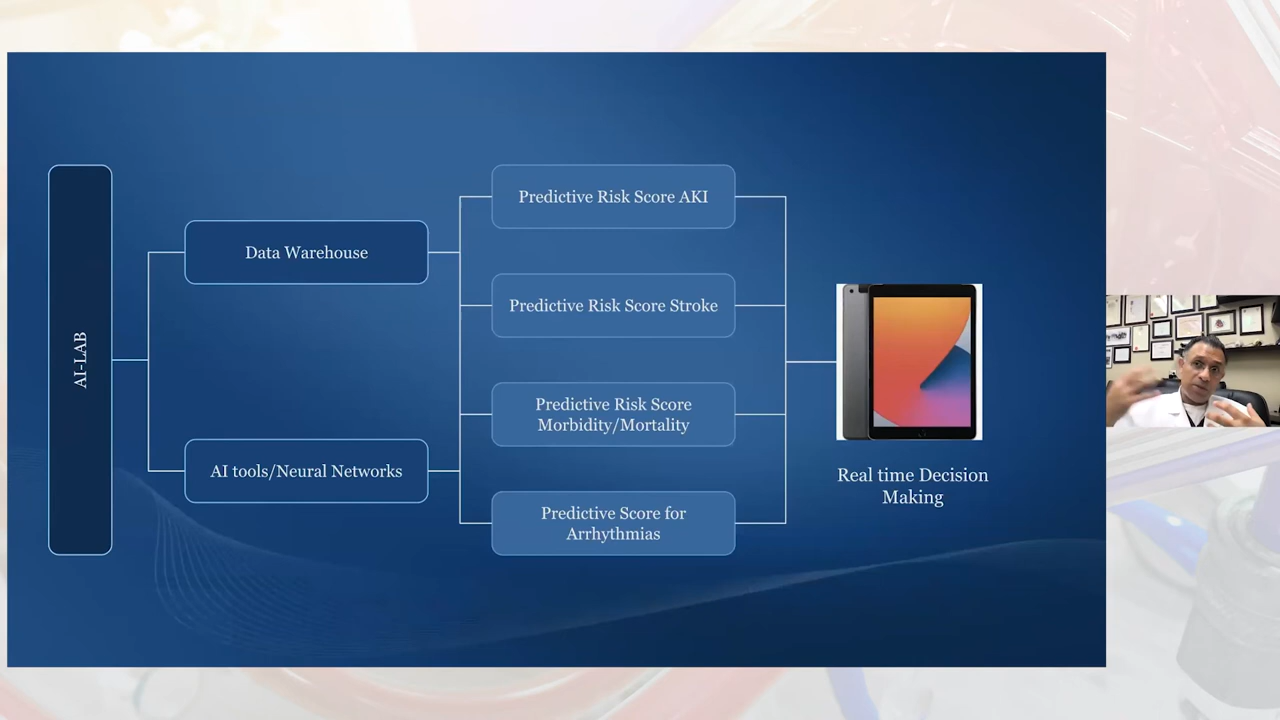 AI-LAB
Data Warehouse
AI tools/Neural Networks
Predictive Risk Score AKI
Predictive Risk Score Stroke
Predictive Risk Score
Morbidity/Mortality
Predictive Score for
Arrhythmias
Real time Decision
Making